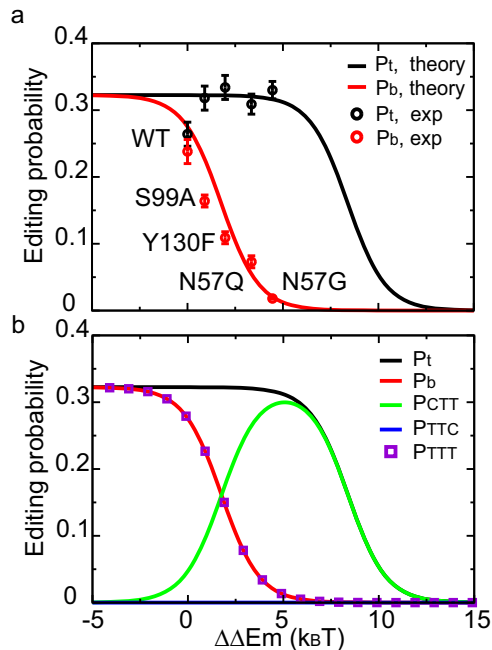 a
0.4
0.3
0.2
0.1
0
Editing probability
Pt, theory
Pb, theory
Pt, exp
Pb, exp
WT
S99A
Y130F
N57Q
N57G
b
0.4
0.3
0.2
0.1
0
Editing probability
Pt
Pb
PCTT
PTTC
PTTT
-5 0 5 10 15
ΔΔEm (kBT)